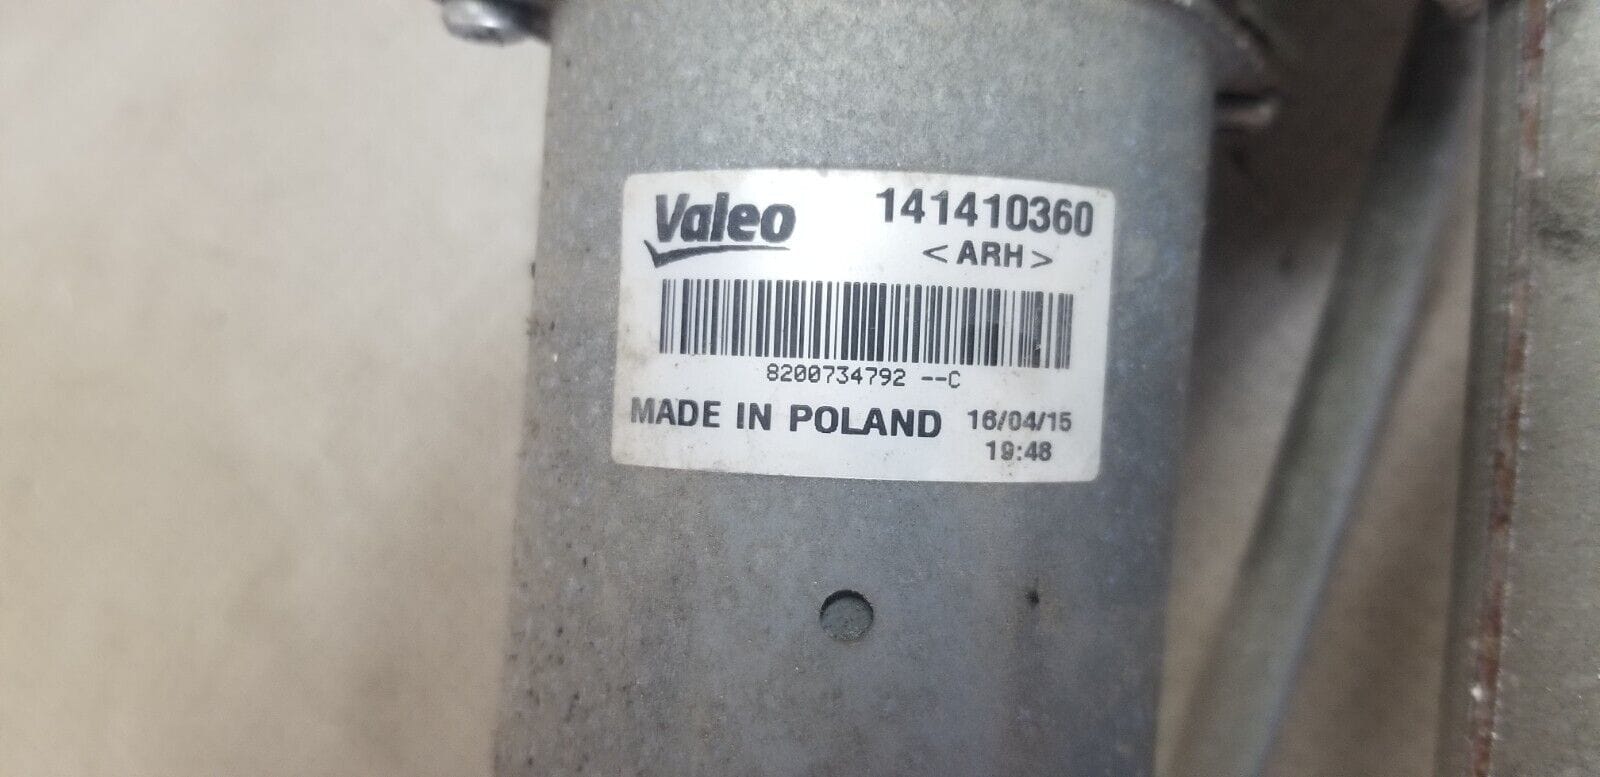 Valeo 141410360
<ARH>
8200734792 --C
MADE IN POLAND 16/04/15
19:48